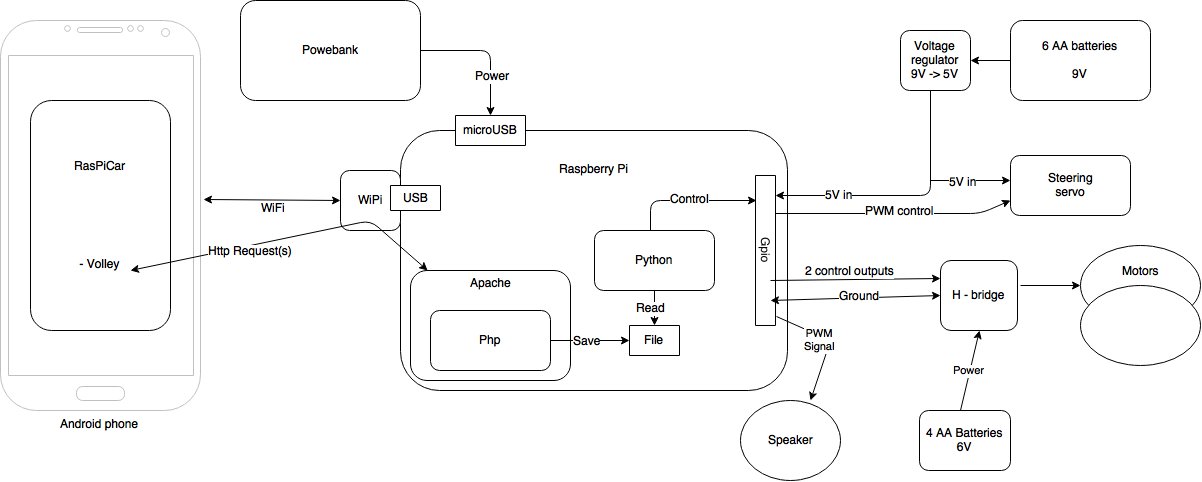 Powebank
Power
microUSB
Voltage
regulator
9V -> 5V
6 AA batteries
9V
RasPiCar
- Volley
Android phone
WiFi
Http Request(s)
WiPi
USB
Raspberry Pi
Control
Python
Read
File
Apache
Php
Save
Gpio
5V in
5V in
PWM control
Steering
servo
2 control outputs
Ground
H - bridge
Motors
PWM
Signal
Speaker
Power
4 AA Batteries
6V